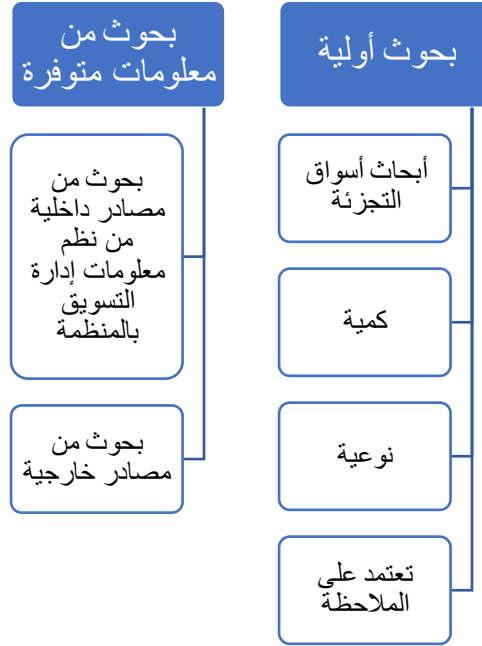 بحوث أولية
أبحاث أسواق
التجزئة
كمية
نوعية
تعتمد على
الملاحظة
بحوث من
معلومات متوفرة
بحوث من
مصادر داخلية
من نظم
معلومات إدارة
التسويق
بالمنظمة
بحوث من
مصادر خارجية